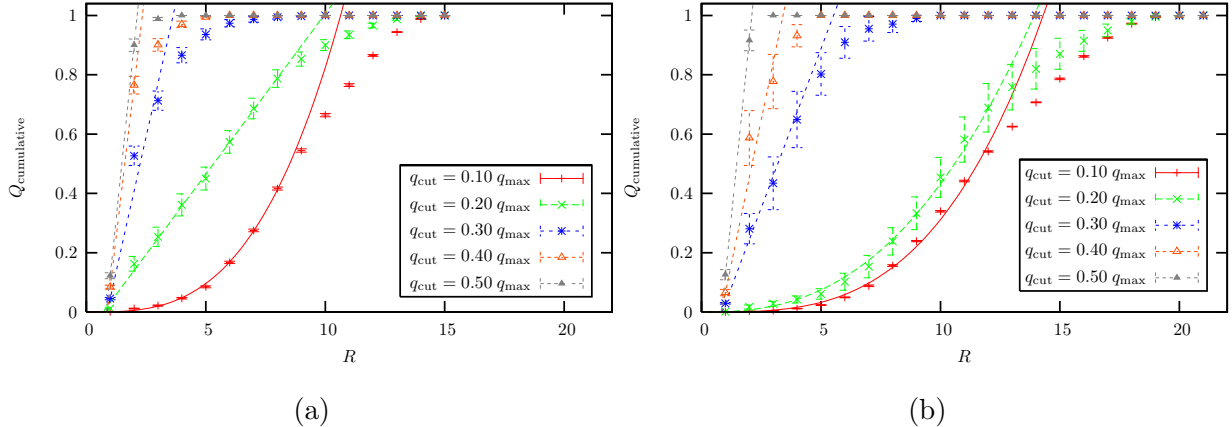 1
0.8
0.6
0.4
0.2
0
Q_cumulative
0 5 10 15 20
R
q_cut = 0.10 q_max
q_cut = 0.20 q_max
q_cut = 0.30 q_max
q_cut = 0.40 q_max
q_cut = 0.50 q_max
(a)
1
0.8
0.6
0.4
0.2
0
Q_cumulative
0 5 10 15 20
R
q_cut = 0.10 q_max
q_cut = 0.20 q_max
q_cut = 0.30 q_max
q_cut = 0.40 q_max
q_cut = 0.50 q_max
(b)